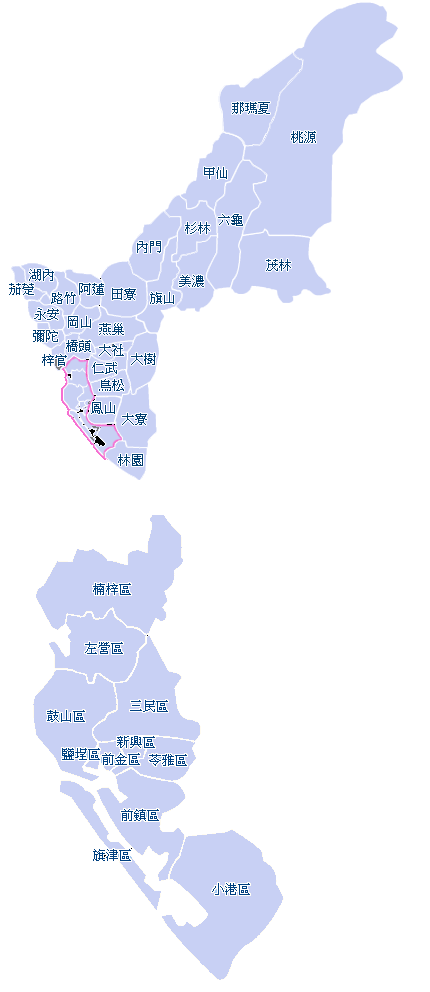 那瑪夏
桃源
甲仙
六龜
杉林
內門
茂林
美濃
湖內
茄萣
阿蓮
田寮
旗山
路竹
永安
岡山
燕巢
彌陀
橋頭
大社
梓官
大樹
仁武
鳥松
鳳山
大寮
林園
楠梓區
左營區
三民區
鼓山區
新興區
鹽埕區
前金區
苓雅區
前鎮區
旗津區
小港區